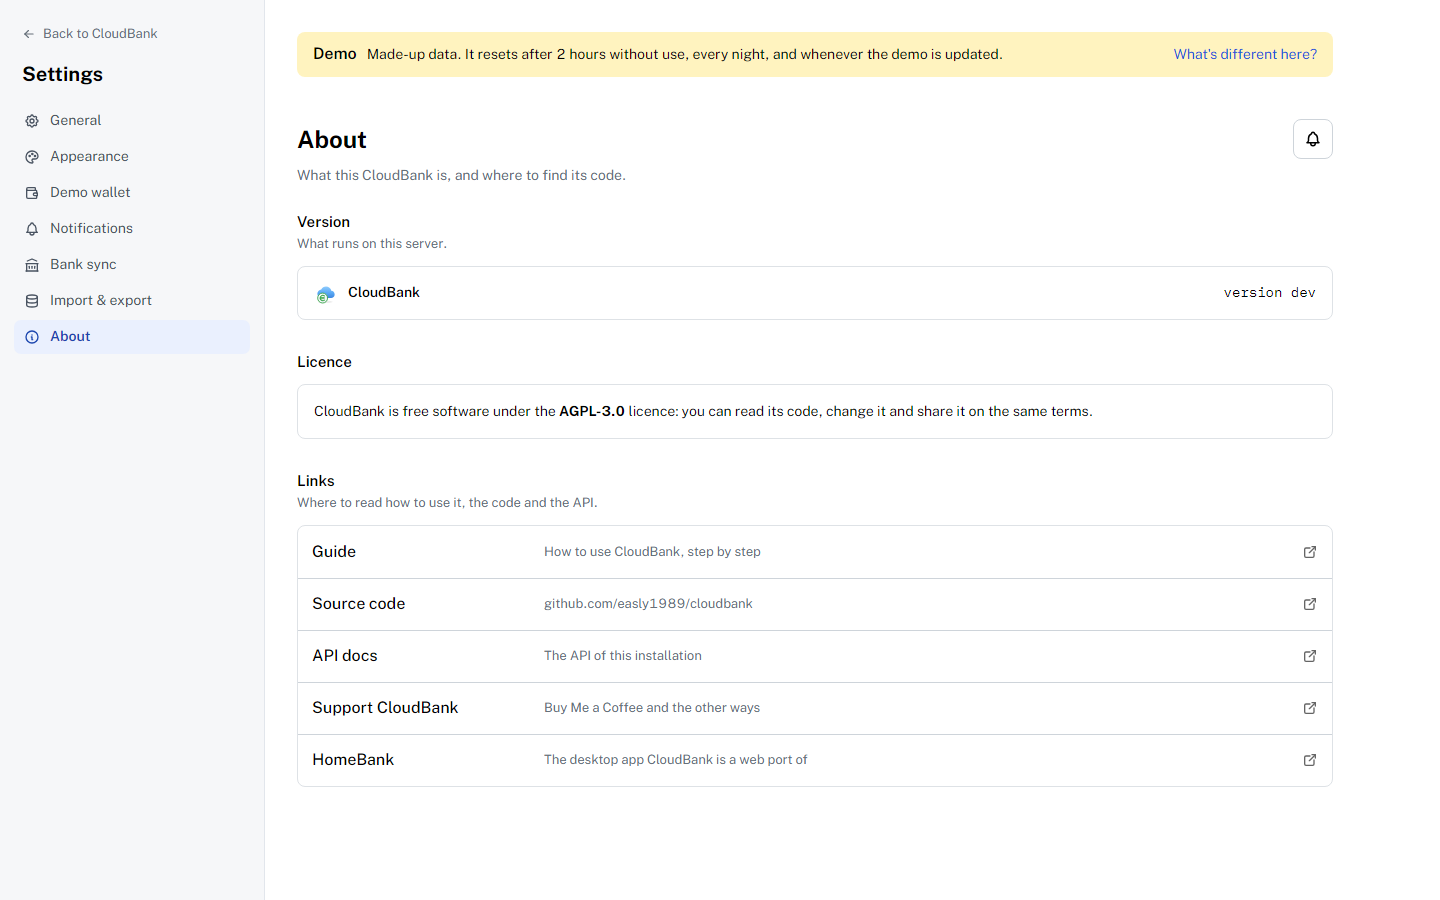 Back to CloudBank
Settings
General
Appearance
Demo wallet
Notifications
Bank sync
Import & export
About
Demo Made-up data. It resets after 2 hours without use, every night, and whenever the demo is updated. What's different here?
About
What this CloudBank is, and where to find its code.
Version
What runs on this server.
CloudBank version dev
Licence
CloudBank is free software under the AGPL-3.0 licence: you can read its code, change it and share it on the same terms.
Links
Where to read how to use it, the code and the API.
Guide How to use CloudBank, step by step
Source code github.com/easly1989/cloudbank
API docs The API of this installation
Support CloudBank Buy Me a Coffee and the other ways
HomeBank The desktop app CloudBank is a web port of